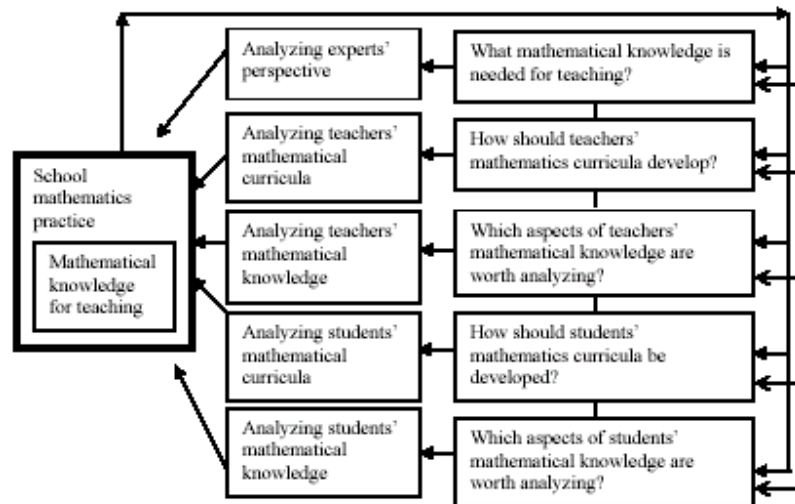 Analyzing experts'
perspective
What mathematical knowledge is
needed for teaching?
Analyzing teachers'
mathematical
curricula
How should teachers'
mathematics curricula develop?
School
mathematics
practice
Mathematical
knowledge
for teaching
Analyzing teachers'
mathematical
knowledge
Which aspects of teachers'
mathematical knowledge are
worth analyzing?
Analyzing students'
mathematical
curricula
How should students'
mathematics curricula be
developed?
Analyzing students'
mathematical
knowledge
Which aspects of students'
mathematical knowledge are
worth analyzing?